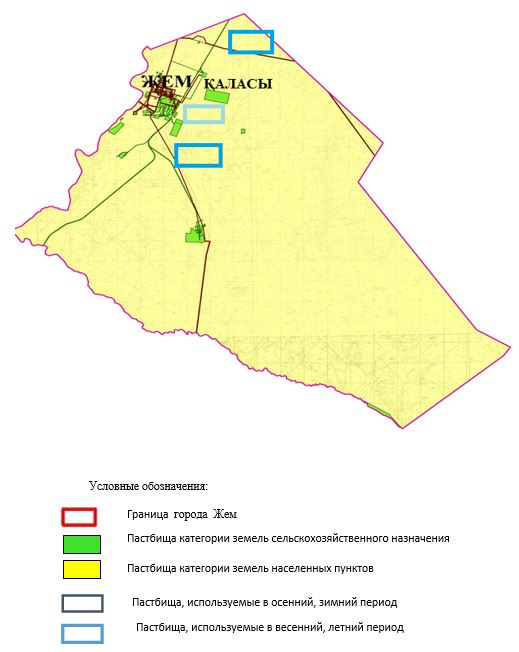 ЖЕМ ҚАЛАСЫ
Условные обозначения:
Граница города Жем
Пастбища категории земель сельскохозяйственного назначения
Пастбища категории земель населенных пунктов
Пастбища, используемые в осенний, зимний период
Пастбища, используемые в весенний, летний период